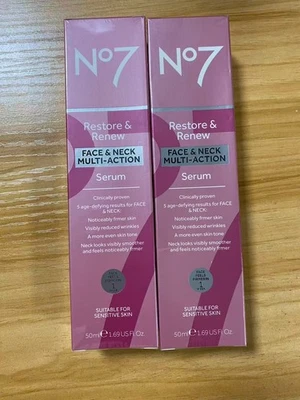 No7
Restore &
Renew
FACE & NECK
MULTI-ACTION
Serum
Clinically proven
5 age-defying results for FACE
& NECK:
Noticeably firmer skin
Visibly reduced wrinkles
A more even skin tone
Neck looks visibly smoother
and feels noticeably firmer
SUITABLE FOR
SENSITIVE SKIN
50ml℮1.69 US Fl. Oz.
No7
Restore &
Renew
FACE & NECK
MULTI-ACTION
Serum
Clinically proven
5 age-defying results for FACE
& NECK:
Noticeably firmer skin
Visibly reduced wrinkles
A more even skin tone
Neck looks visibly smoother
and feels noticeably firmer
SUITABLE FOR
SENSITIVE SKIN
50ml℮1.69 US Fl. Oz.